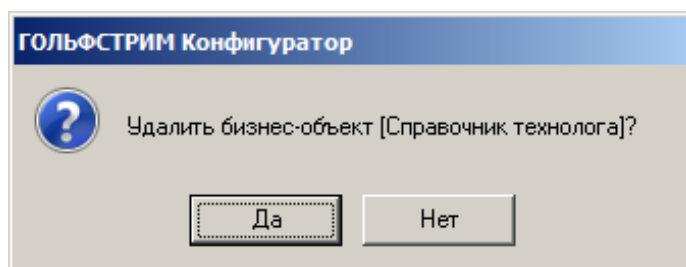 ГОЛЬФСТРИМ Конфигуратор
Удалить бизнес-объект [Справочник технолога]?
Да
Нет